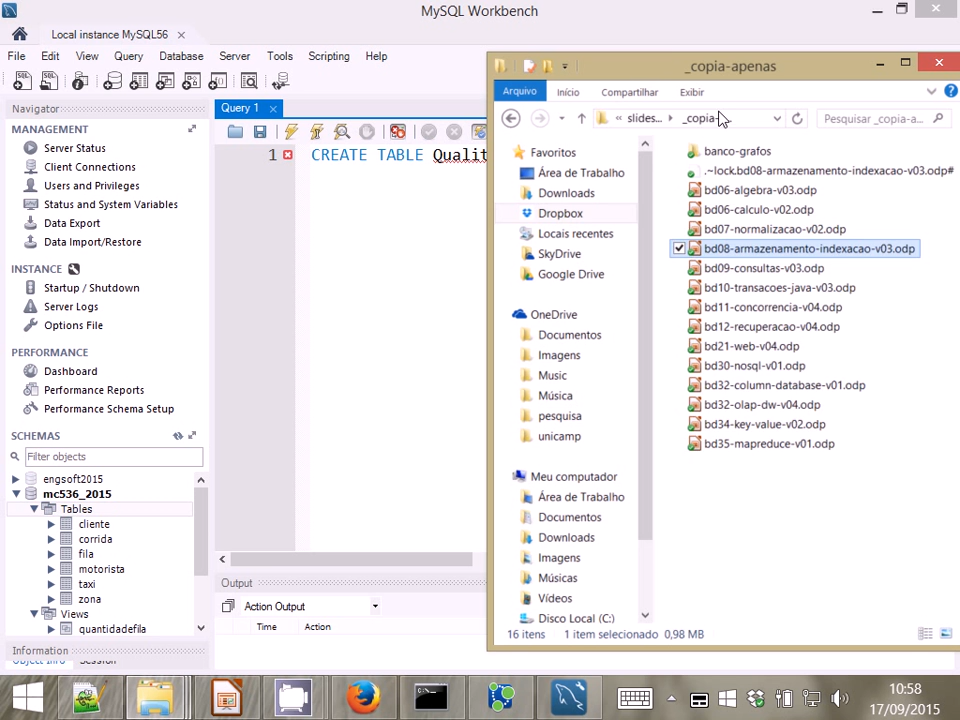 MySQL Workbench
Local instance MySQL56
File Edit View Query Database Server Tools Scripting Help
Navigator
MANAGEMENT
Server Status
Client Connections
Users and Privileges
Status and System Variables
Data Export
Data Import/Restore
INSTANCE
Startup / Shutdown
Server Logs
Options File
PERFORMANCE
Dashboard
Performance Reports
Performance Schema Setup
SCHEMAS
Filter objects
engsoft2015
mc536_2015
Tables
cliente
corrida
fila
motorista
taxi
zona
Views
quantidadefila
Information
Object Info Session
Query 1
1 CREATE TABLE Qualit
Output
Action Output
Time Action
_copia-apenas
Arquivo Início Compartilhar Exibir
« slides... _copia-...
Pesquisar _copia-a...
Favoritos
Área de Trabalho
Downloads
Dropbox
Locais recentes
SkyDrive
Google Drive
OneDrive
Documentos
Imagens
Music
Música
pesquisa
unicamp
Meu computador
Área de Trabalho
Documentos
Downloads
Imagens
Músicas
Vídeos
Disco Local (C:)
banco-grafos
.~lock.bd08-armazenamento-indexacao-v03.odp#
bd06-algebra-v03.odp
bd06-calculo-v02.odp
bd07-normalizacao-v02.odp
bd08-armazenamento-indexacao-v03.odp
bd09-consultas-v03.odp
bd10-transacoes-java-v03.odp
bd11-concorrencia-v04.odp
bd12-recuperacao-v04.odp
bd21-web-v04.odp
bd30-nosql-v01.odp
bd32-column-database-v01.odp
bd32-olap-dw-v04.odp
bd34-key-value-v02.odp
bd35-mapreduce-v01.odp
16 itens 1 item selecionado 0,98 MB
10:58
17/09/2015